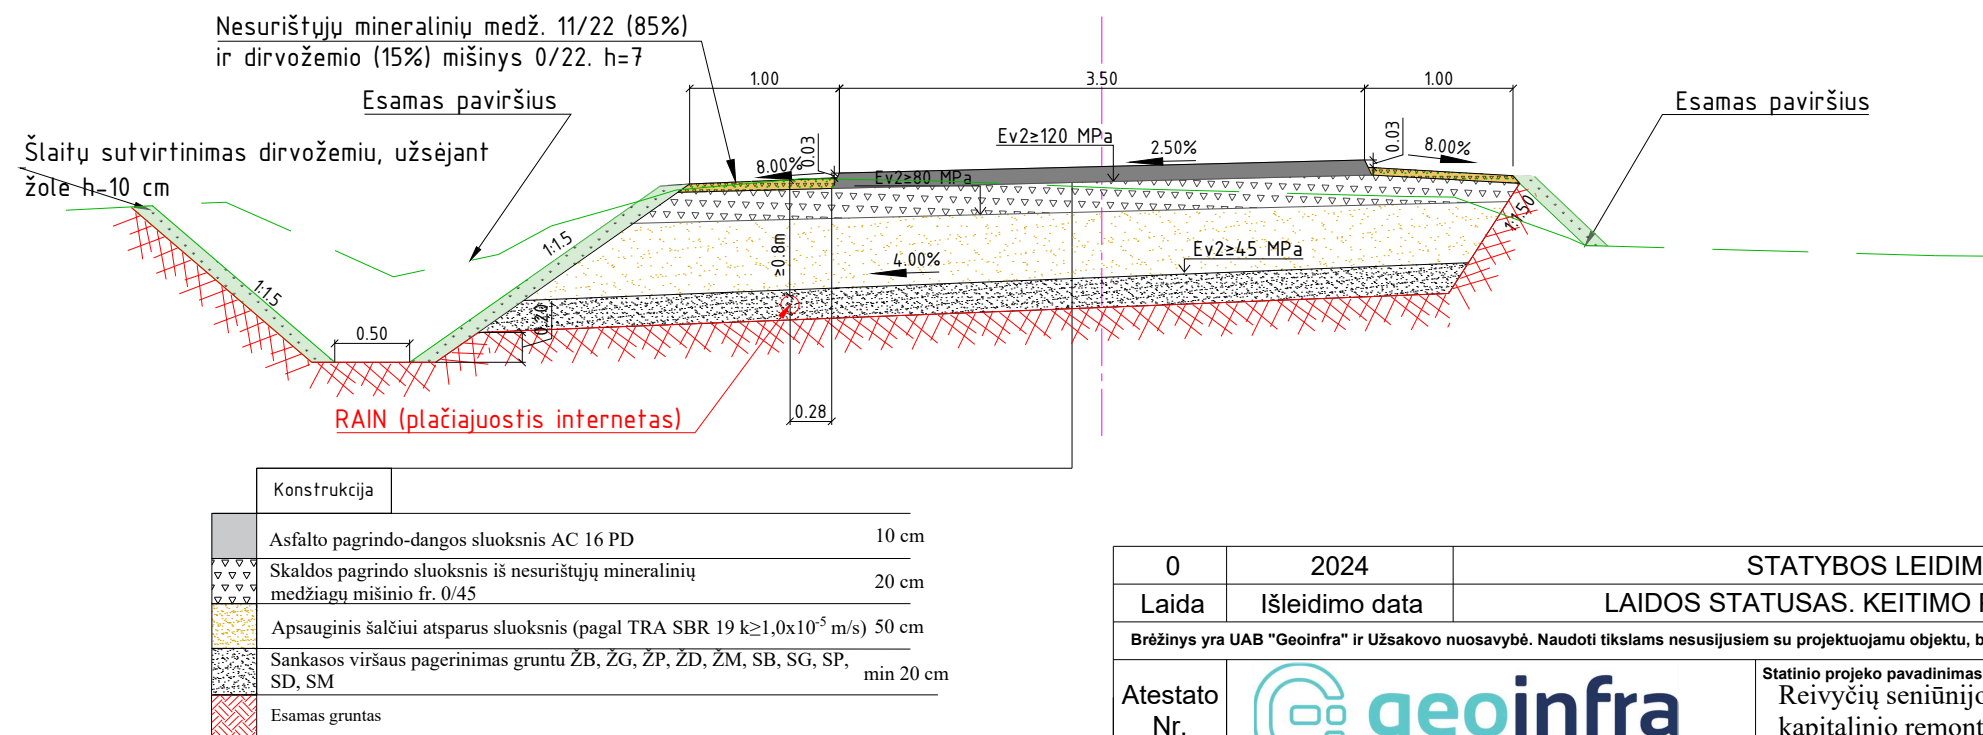 Nesurištųjų mineralinių medž. 11/22 (85%)
ir dirvožemio (15%) mišinys 0/22. h=7
Esamas paviršius
Šlaitų sutvirtinimas dirvožemiu, užsėjant
žole h-10 cm
1.00
3.50
1.00
Esamas paviršius
0.03
8.00%
Ev2≥120 MPa
2.50%
0.03
8.00%
Ev2≥80 MPa
1:1.5
1:1.5
≥0.8m
4.00%
Ev2≥45 MPa
1:1.50
0.50
0.20
0.28
RAIN (plačiajuostis internetas)
Konstrukcija
Asfalto pagrindo-dangos sluoksnis AC 16 PD 10 cm
Skaldos pagrindo sluoksnis iš nesurištųjų mineralinių
medžiagų mišinio fr. 0/45 20 cm
Apsauginis šalčiui atsparus sluoksnis (pagal TRA SBR 19 k≥1,0x10⁻⁵ m/s) 50 cm
Sankasos viršaus pagerinimas gruntu ŽB, ŽG, ŽP, ŽD, ŽM, SB, SG, SP,
SD, SM min 20 cm
Esamas gruntas
0 2024 STATYBOS LEIDIM
Laida Išleidimo data LAIDOS STATUSAS. KEITIMO
Brėžinys yra UAB "Geoinfra" ir Užsakovo nuosavybė. Naudoti tikslams nesusijusiem su projektuojamu objektu, b
Atestato
Nr.
geoinfra
Statinio projeko pavadinimas
Reivyčių seniūnijo
kapitalinio remont